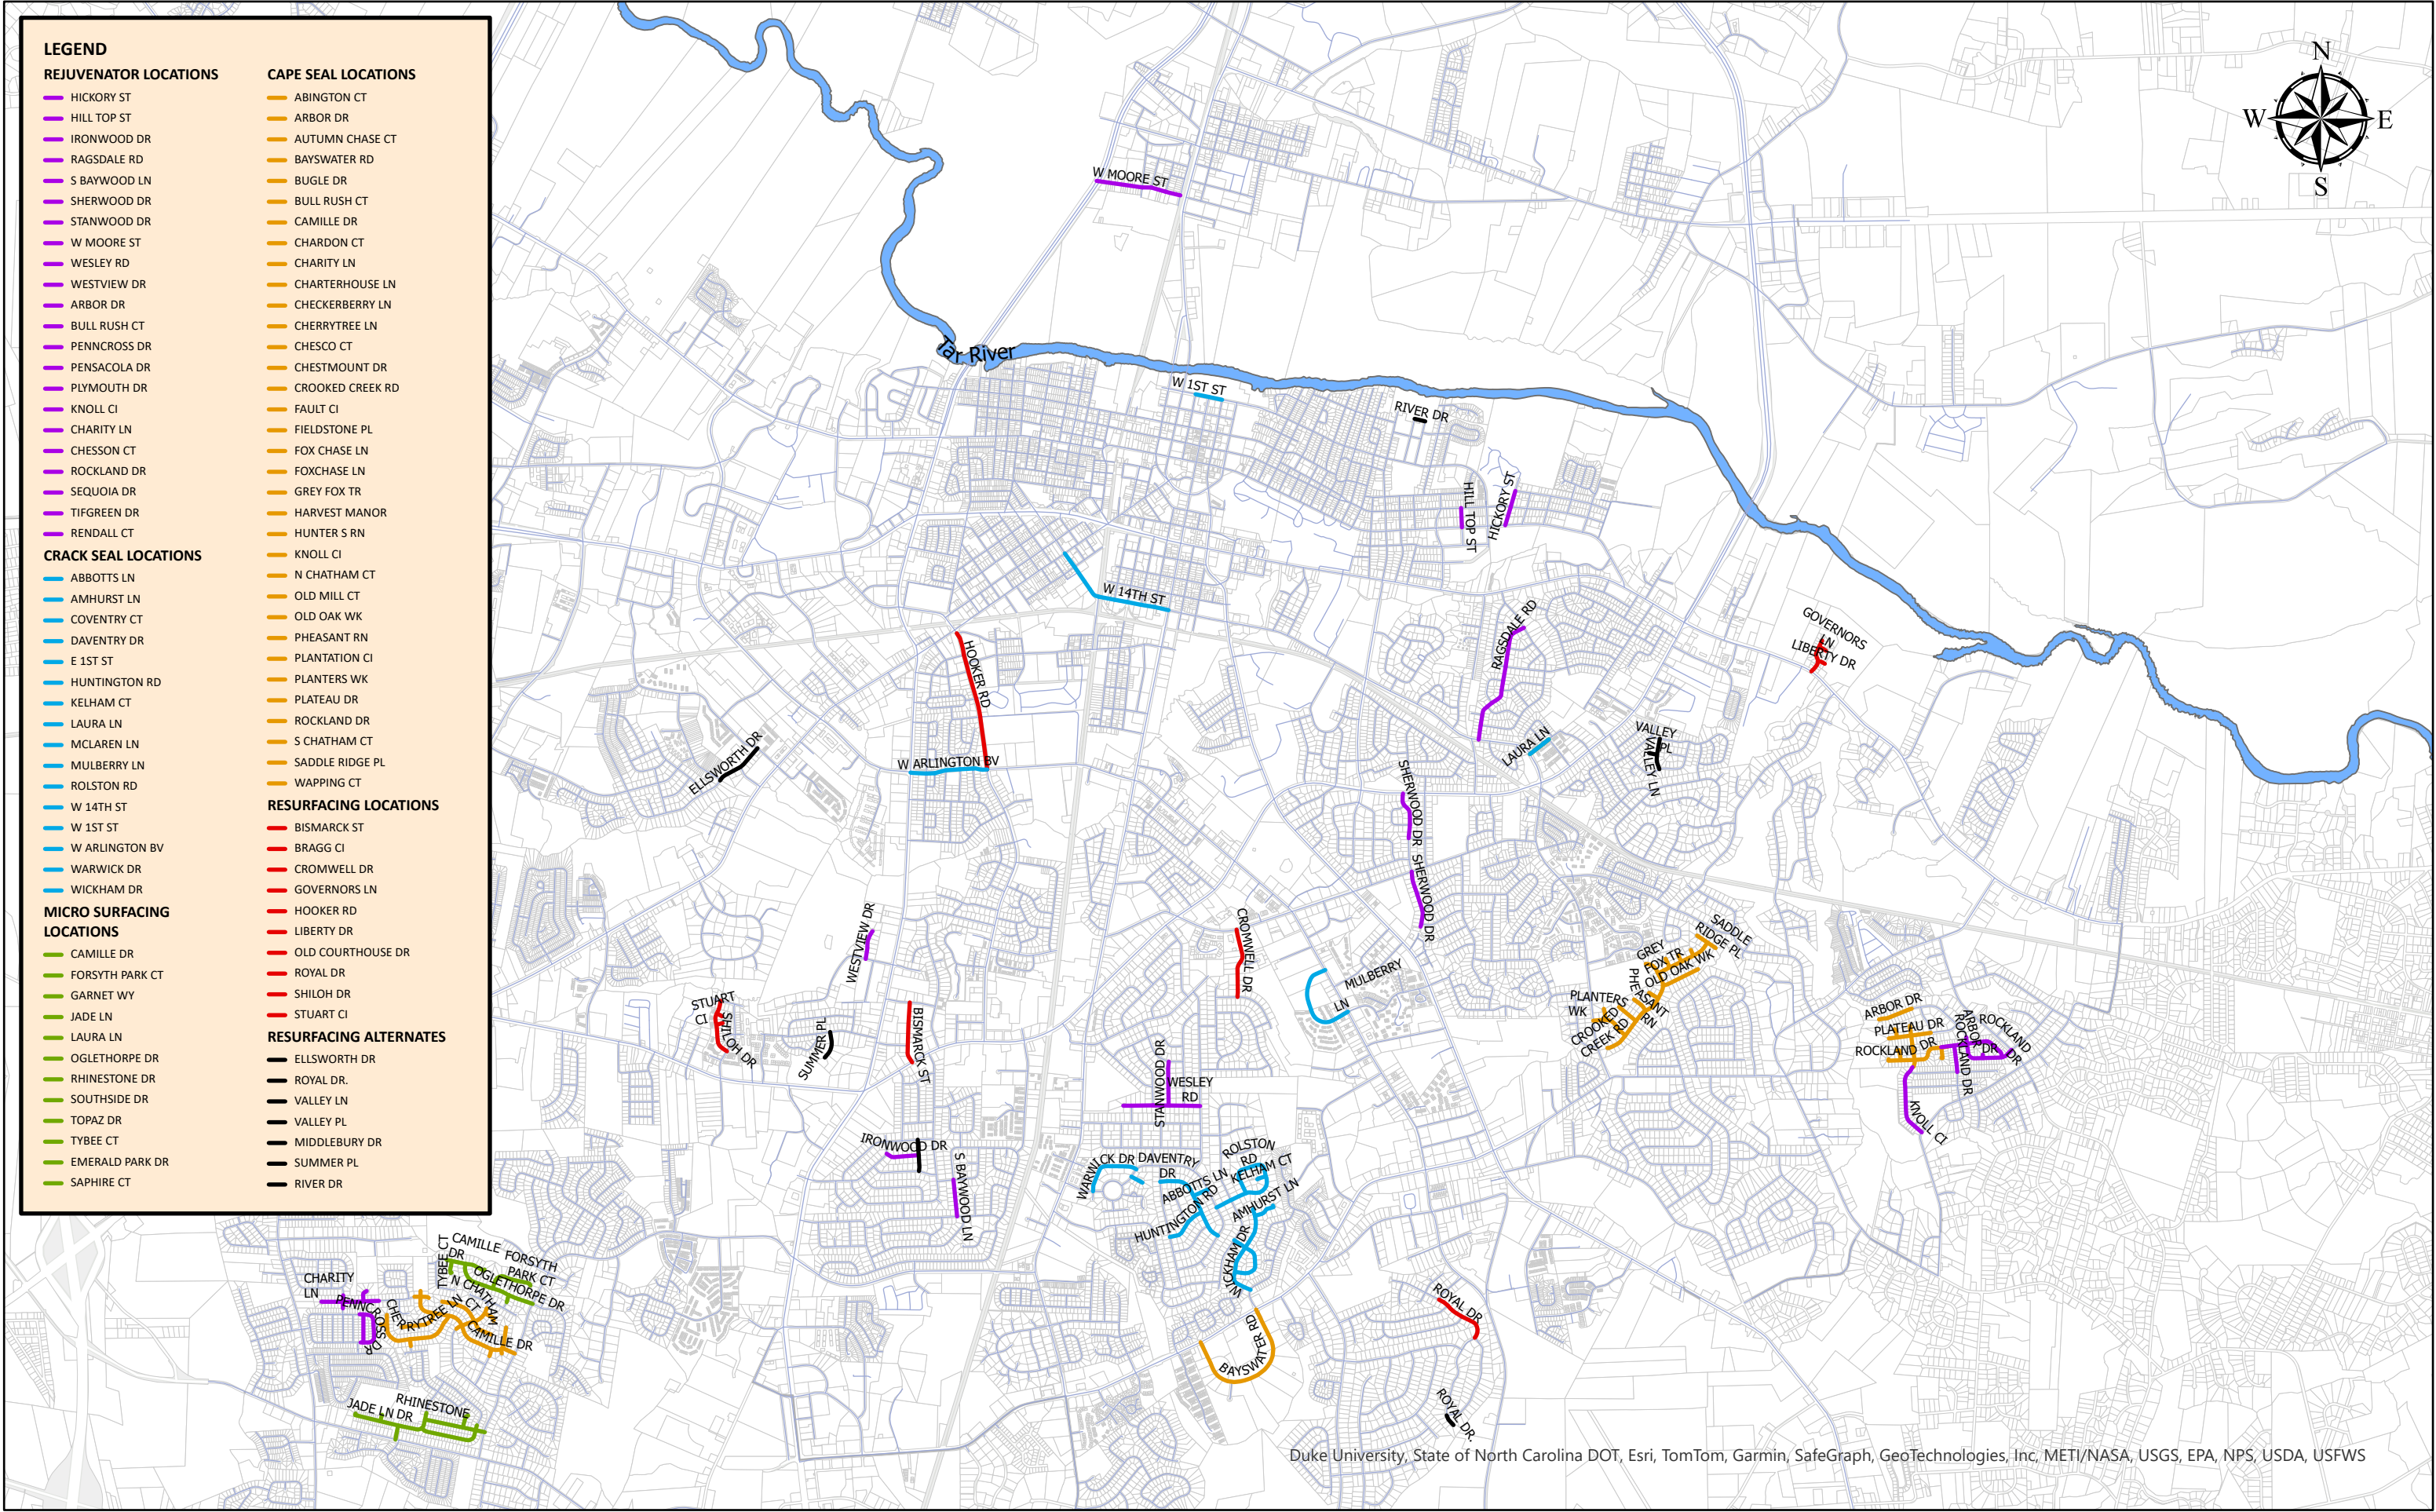 LEGEND
REJUVENATOR LOCATIONS
HICKORY ST
HILL TOP ST
IRONWOOD DR
RAGSDALE RD
S BAYWOOD LN
SHERWOOD DR
STANWOOD DR
W MOORE ST
WESLEY RD
WESTVIEW DR
ARBOR DR
BULL RUSH CT
PENNCROSS DR
PENSACOLA DR
PLYMOUTH DR
KNOLL CI
CHARITY LN
CHESSON CT
ROCKLAND DR
SEQUOIA DR
TIFGREEN DR
RENDALL CT
CRACK SEAL LOCATIONS
ABBOTTS LN
AMHURST LN
COVENTRY CT
DAVENTRY DR
E 1ST ST
HUNTINGTON RD
KELHAM CT
LAURA LN
MCLAREN LN
MULBERRY LN
ROLSTON RD
W 14TH ST
W 1ST ST
W ARLINGTON BV
WARWICK DR
WICKHAM DR
MICRO SURFACING
LOCATIONS
CAMILLE DR
FORSYTH PARK CT
GARNET WY
JADE LN
LAURA LN
OGLETHORPE DR
RHINESTONE DR
SOUTHSIDE DR
TOPAZ DR
TYBEE CT
EMERALD PARK DR
SAPHIRE CT
CAPE SEAL LOCATIONS
ABINGTON CT
ARBOR DR
AUTUMN CHASE CT
BAYSWATER RD
BUGLE DR
BULL RUSH CT
CAMILLE DR
CHARDON CT
CHARITY LN
CHARTERHOUSE LN
CHECKERBERRY LN
CHERRYTREE LN
CHESCO CT
CHESTMOUNT DR
CROOKED CREEK RD
FAULT CI
FIELDSTONE PL
FOX CHASE LN
FOXCHASE LN
GREY FOX TR
HARVEST MANOR
HUNTER S RN
KNOLL CI
N CHATHAM CT
OLD MILL CT
OLD OAK WK
PHEASANT RN
PLANTATION CI
PLANTERS WK
PLATEAU DR
ROCKLAND DR
S CHATHAM CT
SADDLE RIDGE PL
WAPPING CT
RESURFACING LOCATIONS
BISMARCK ST
BRAGG CI
CROMWELL DR
GOVERNORS LN
HOOKER RD
LIBERTY DR
OLD COURTHOUSE DR
ROYAL DR
SHILOH DR
STUART CI
RESURFACING ALTERNATES
ELLSWORTH DR
ROYAL DR.
VALLEY LN
VALLEY PL
MIDDLEBURY DR
SUMMER PL
RIVER DR
N
W E
S
W MOORE ST
Tar River
W 1ST ST
RIVER DR
HILL TOP ST
HICKORY ST
W 14TH ST
RAGSDALE RD
GOVERNORS
LN
LIBERTY DR
HOOKER RD
ELLSWORTH DR
W ARLINGTON BV
LAURA LN
VALLEY
PL
VALLEY LN
SHERWOOD DR
SHERWOOD DR
WESTVIEW DR
CROMWELL DR
MULBERRY
LN
SADDLE
RIDGE PL
GREY
FOX TR
OLD OAK WK
PHEASANT
RN
PLANTERS
WK
CROOKED
CREEK RD
STUART
CI
SHILOH DR
SUMMER PL
BISMARCK ST
ARBOR DR
PLATEAU DR
ROCKLAND DR
ARBOR
DR
ROCKLAND
DR
ROCKLAND DR
KNOLL CI
STANWOOD DR
WESLEY
RD
IRONWOOD DR
S BAYWOOD LN
WARWICK DR
DAVENTRY
DR
ROLSTON
RD
KELHAM CT
ABBOTTS LN
HUNTINGTON RD
AMHURST LN
WICKHAM DR
BAYSWATER RD
ROYAL DR
ROYAL DR.
TYBEE CT
CAMILLE
DR
FORSYTH
PARK CT
OGLETHORPE DR
N CHATHAM
CT
CHARITY
LN
PENNCROSS DR
CHERRYTREE LN
CAMILLE DR
RHINESTONE
DR
JADE LN
Duke University, State of North Carolina DOT, Esri, TomTom, Garmin, SafeGraph, GeoTechnologies, Inc, METI/NASA, USGS, EPA, NPS, USDA, USFWS